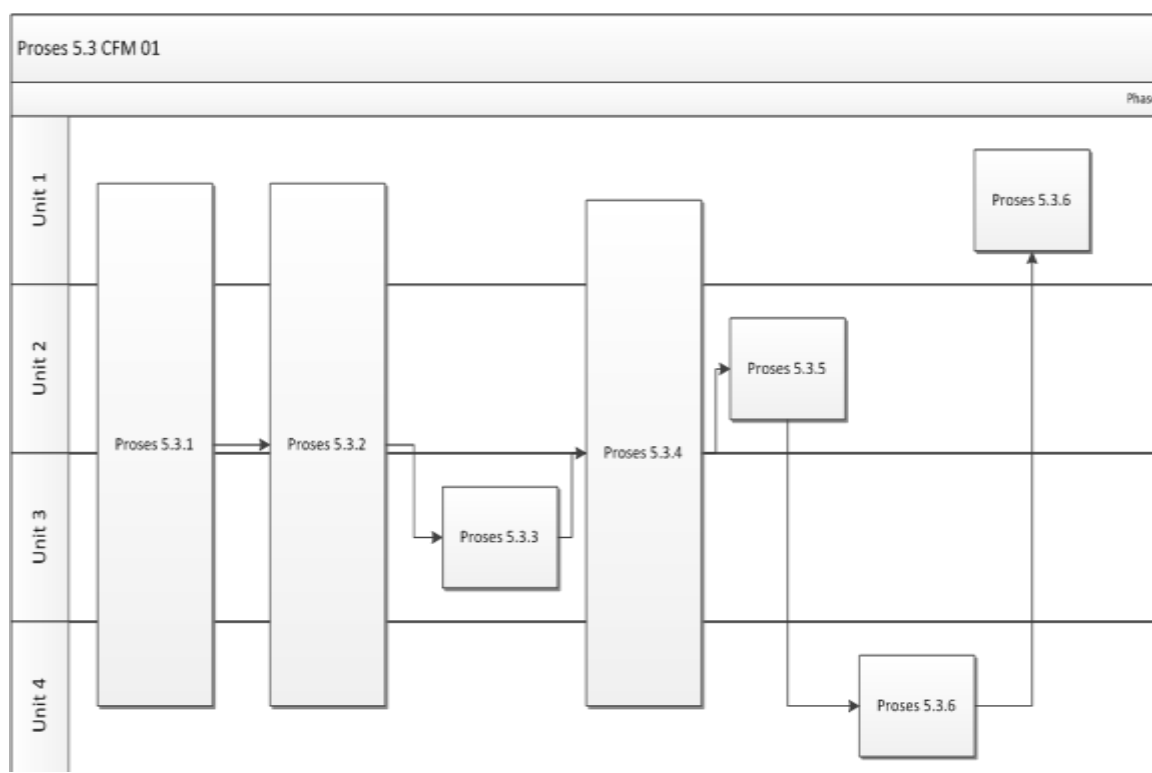 Proses 5.3 CFM 01
Phase
Unit 1
Proses 5.3.6
Unit 2
Proses 5.3.5
Proses 5.3.1
Proses 5.3.2
Proses 5.3.4
Unit 3
Proses 5.3.3
Unit 4
Proses 5.3.6